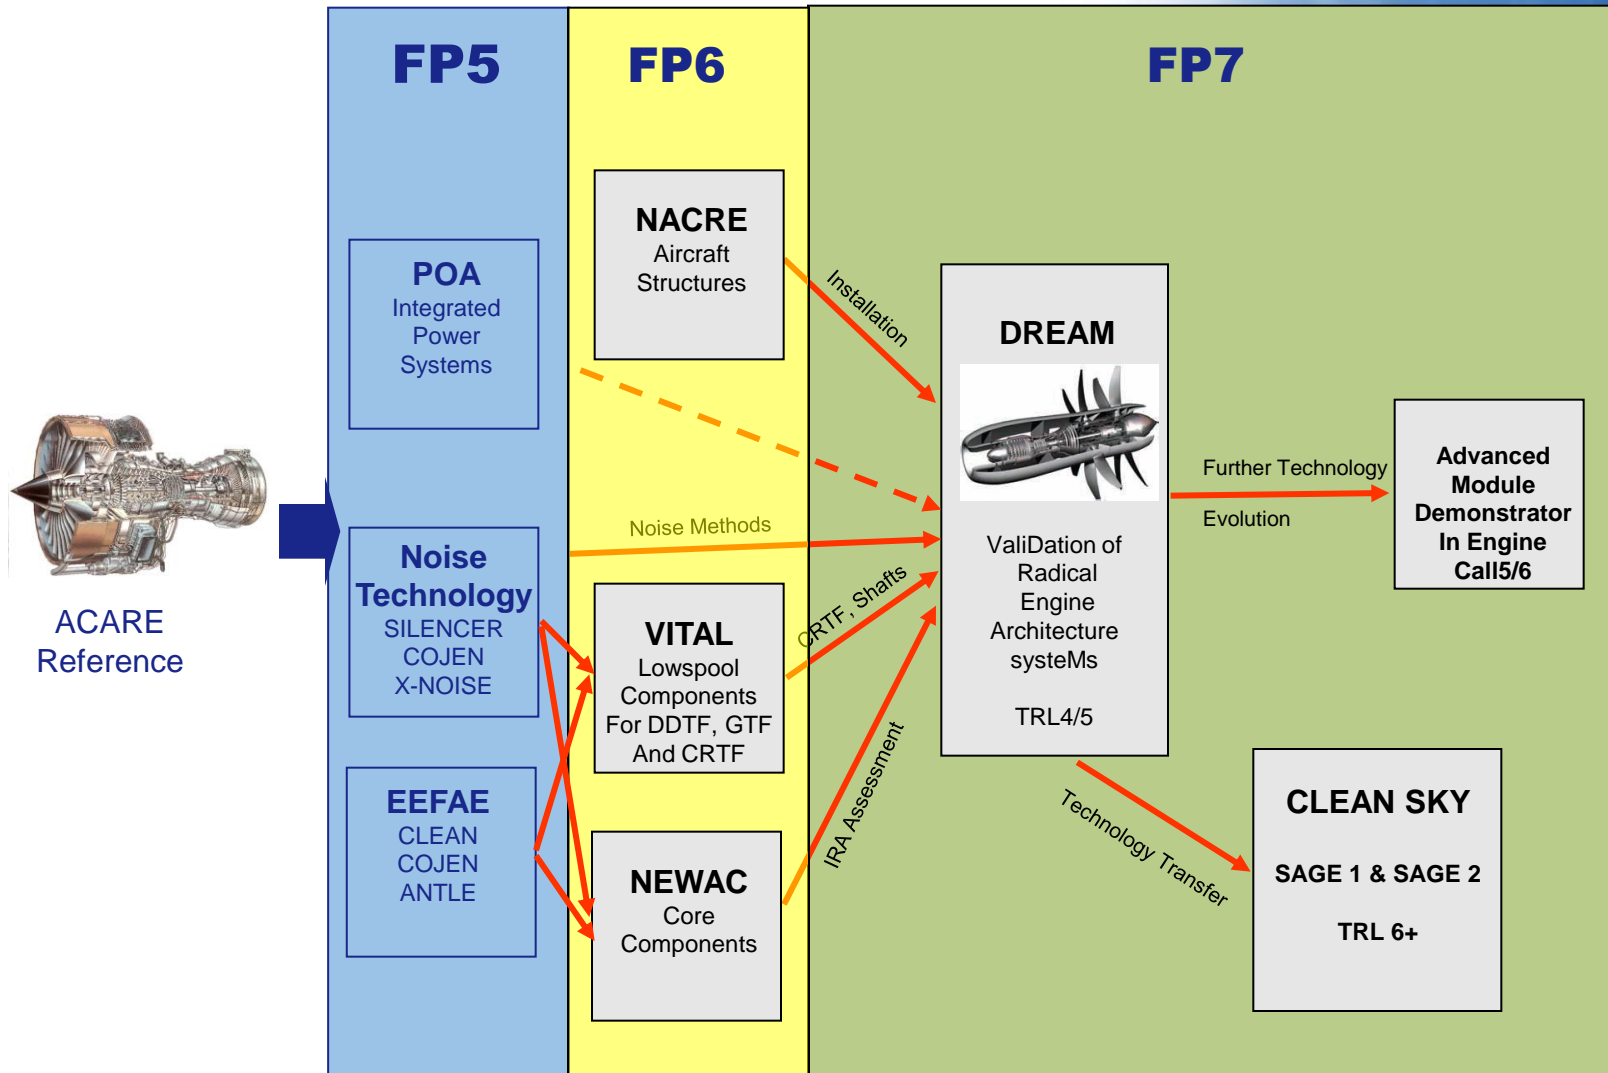 FP5
FP6
FP7
ACARE
Reference
POA
Integrated
Power
Systems
Noise
Technology
SILENCER
COJEN
X-NOISE
EEFAE
CLEAN
COJEN
ANTLE
NACRE
Aircraft
Structures
Noise Methods
VITAL
Lowspool
Components
For DDTF, GTF
And CRTF
NEWAC
Core
Components
Installation
CRTF, Shafts
IRA Assessment
DREAM
ValiDation of
Radical
Engine
Architecture
systeMs
TRL4/5
Further Technology
Evolution
Technology Transfer
Advanced
Module
Demonstrator
In Engine
Call5/6
CLEAN SKY
SAGE 1 & SAGE 2
TRL 6+